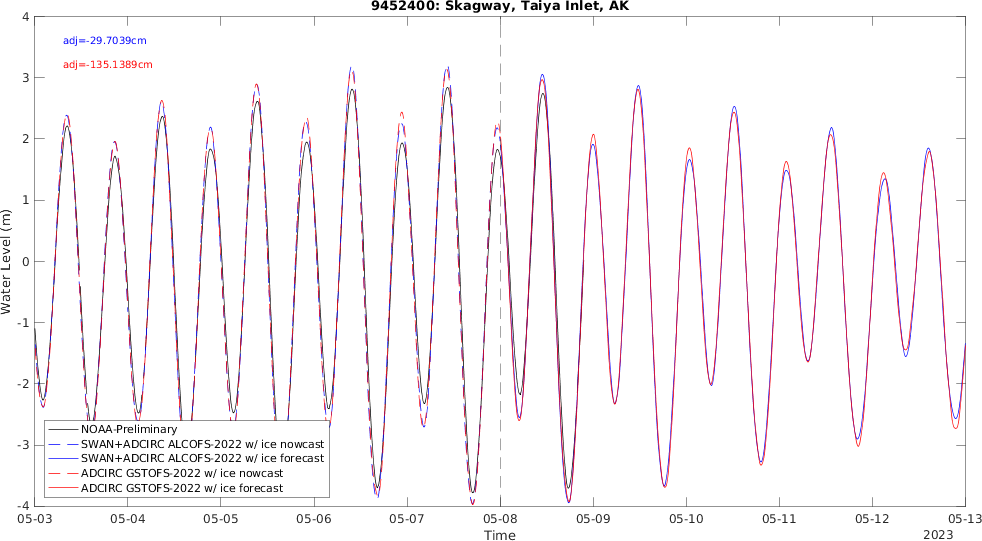 9452400: Skagway, Taiya Inlet, AK
4
adj=-29.7039cm
adj=-135.1389cm
3
2
1
0
-1
-2
-3
-4
Water Level (m)
NOAA-Preliminary
SWAN+ADCIRC ALCOFS-2022 w/ ice nowcast
SWAN+ADCIRC ALCOFS-2022 w/ ice forecast
ADCIRC GSTOFS-2022 w/ ice nowcast
ADCIRC GSTOFS-2022 w/ ice forecast
05-03 05-04 05-05 05-06 05-07 05-08 05-09 05-10 05-11 05-12 05-13
Time
2023